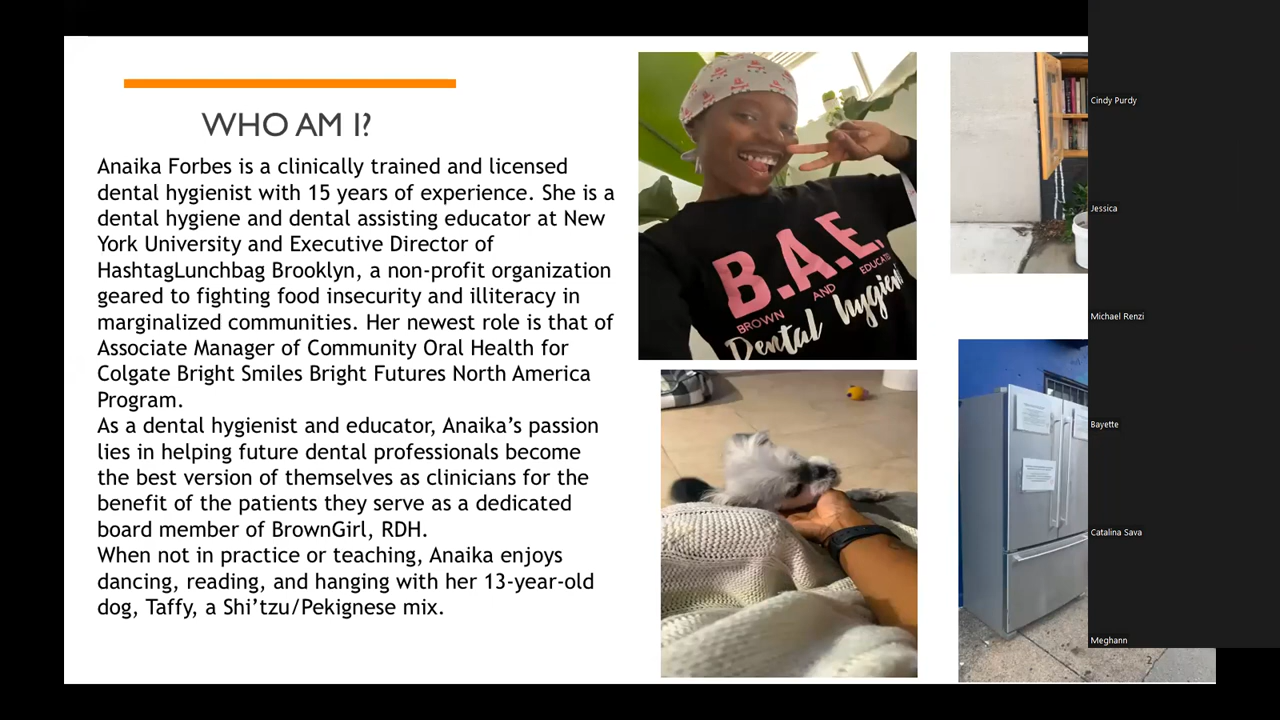 WHO AM I?
Anaika Forbes is a clinically trained and licensed
dental hygienist with 15 years of experience. She is a
dental hygiene and dental assisting educator at New
York University and Executive Director of
HashtagLunchbag Brooklyn, a non-profit organization
geared to fighting food insecurity and illiteracy in
marginalized communities. Her newest role is that of
Associate Manager of Community Oral Health for
Colgate Bright Smiles Bright Futures North America
Program.
As a dental hygienist and educator, Anaika’s passion
lies in helping future dental professionals become
the best version of themselves as clinicians for the
benefit of the patients they serve as a dedicated
board member of BrownGirl, RDH.
When not in practice or teaching, Anaika enjoys
dancing, reading, and hanging with her 13-year-old
dog, Taffy, a Shi’tzu/Pekignese mix.
B.A.E.
BROWN AND EDUCATE
Dental hygien
Cindy Purdy
Jessica
Michael Renzi
Bayette
Catalina Sava
Meghann
2